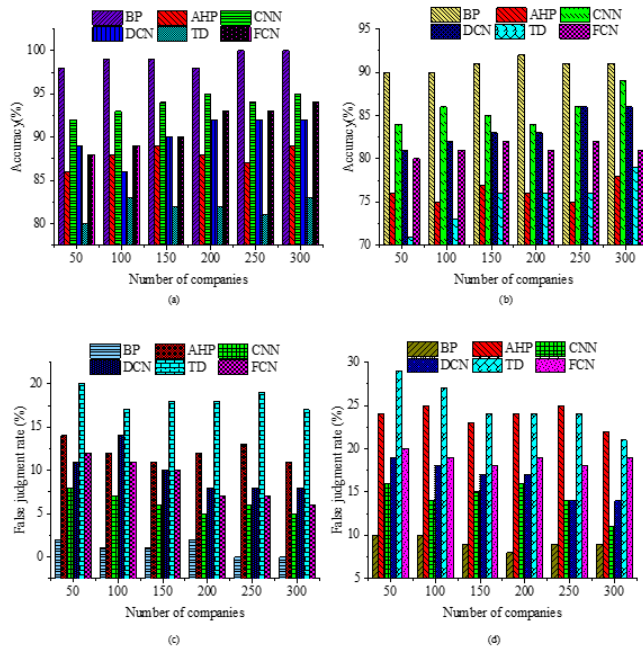 BP AHP CNN
DCN TD FCN
100
95
90
85
80
Accuracy(%)
50 100 150 200 250 300
Number of companies
(a)
BP AHP CNN
DCN TD FCN
100
95
90
85
80
75
70
Accuracy(%)
50 100 150 200 250 300
Number of companies
(b)
BP AHP CNN
DCN TD FCN
20
15
10
5
0
False judgment rate (%)
50 100 150 200 250 300
Number of companies
(c)
BP AHP CNN
DCN TD FCN
30
25
20
15
10
5
False judgment rate (%)
50 100 150 200 250 300
Number of companies
(d)